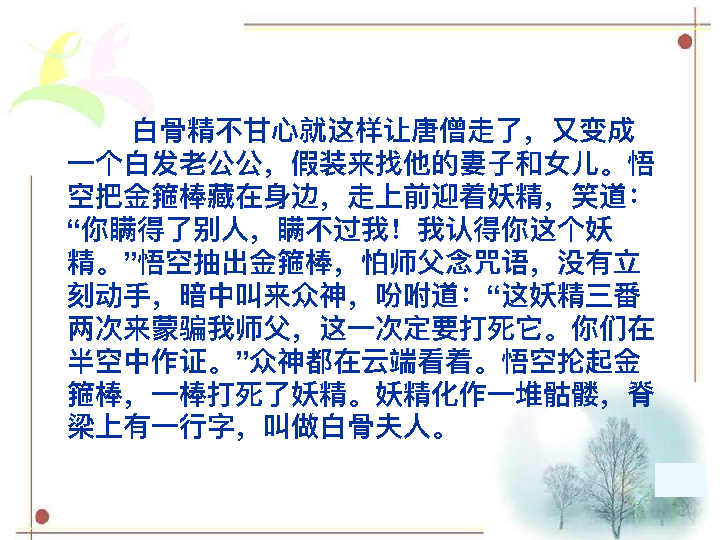 白骨精不甘心就这样让唐僧走了，又变成
一个白发老公公，假装来找他的妻子和女儿。悟
空把金箍棒藏在身边，走上前迎着妖精，笑道：
“你瞒得了别人，瞒不过我！我认得你这个妖
精。”悟空抽出金箍棒，怕师父念咒语，没有立
刻动手，暗中叫来众神，吩咐道：“这妖精三番
两次来蒙骗我师父，这一次定要打死它。你们在
半空中作证。”众神都在云端看着。悟空抡起金
箍棒，一棒打死了妖精。妖精化作一堆骷髅，脊
梁上有一行字，叫做白骨夫人。